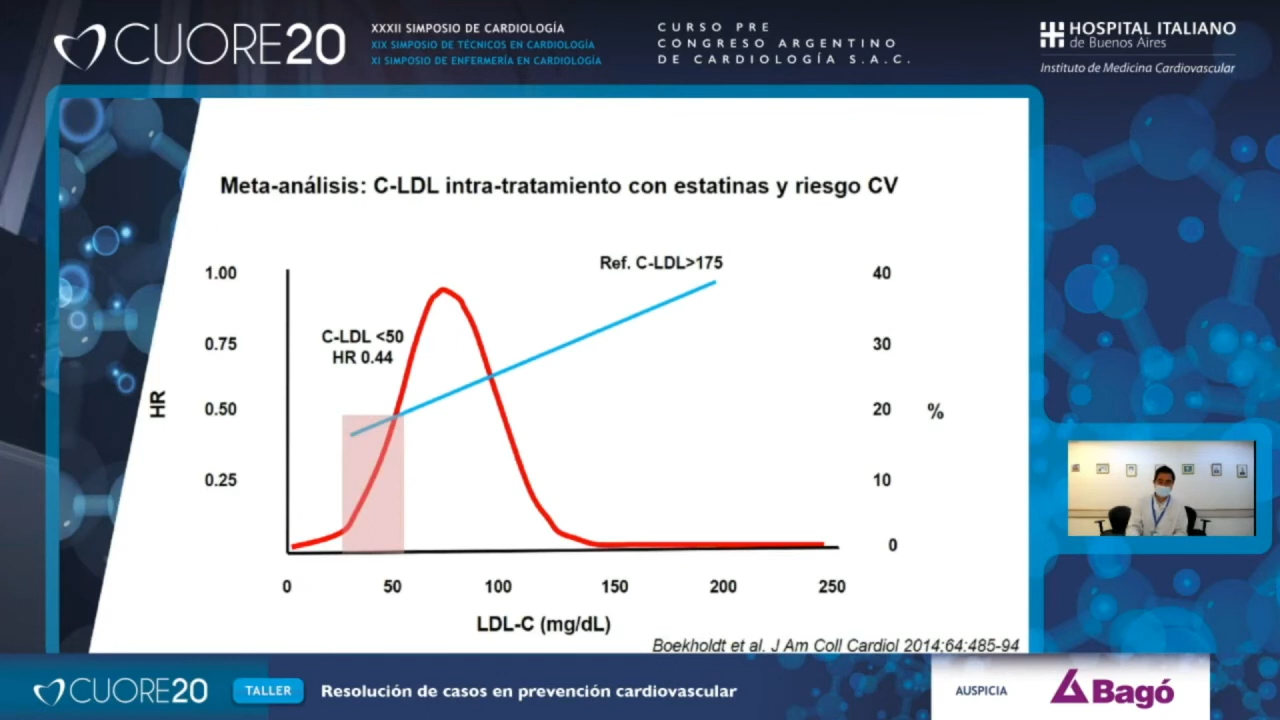 CUORE20
XXXII SIMPOSIO DE CARDIOLOGÍA
XIX SIMPOSIO DE TÉCNICOS EN CARDIOLOGÍA
XI SIMPOSIO DE ENFERMERÍA EN CARDIOLOGÍA
CURSO PRE
CONGRESO ARGENTINO
DE CARDIOLOGÍA S.A.C.
HOSPITAL ITALIANO
de Buenos Aires
Instituto de Medicina Cardiovascular
Meta-análisis: C-LDL intra-tratamiento con estatinas y riesgo CV
Ref. C-LDL>175
1.00
40
C-LDL <50
HR 0.44
0.75
30
HR
0.50
20
%
0.25
10
0
0 50 100 150 200 250
LDL-C (mg/dL)
Boekholdt et al. J Am Coll Cardiol 2014;64:485-94
CUORE20
TALLER
Resolución de casos en prevención cardiovascular
AUSPICIA
Bagó